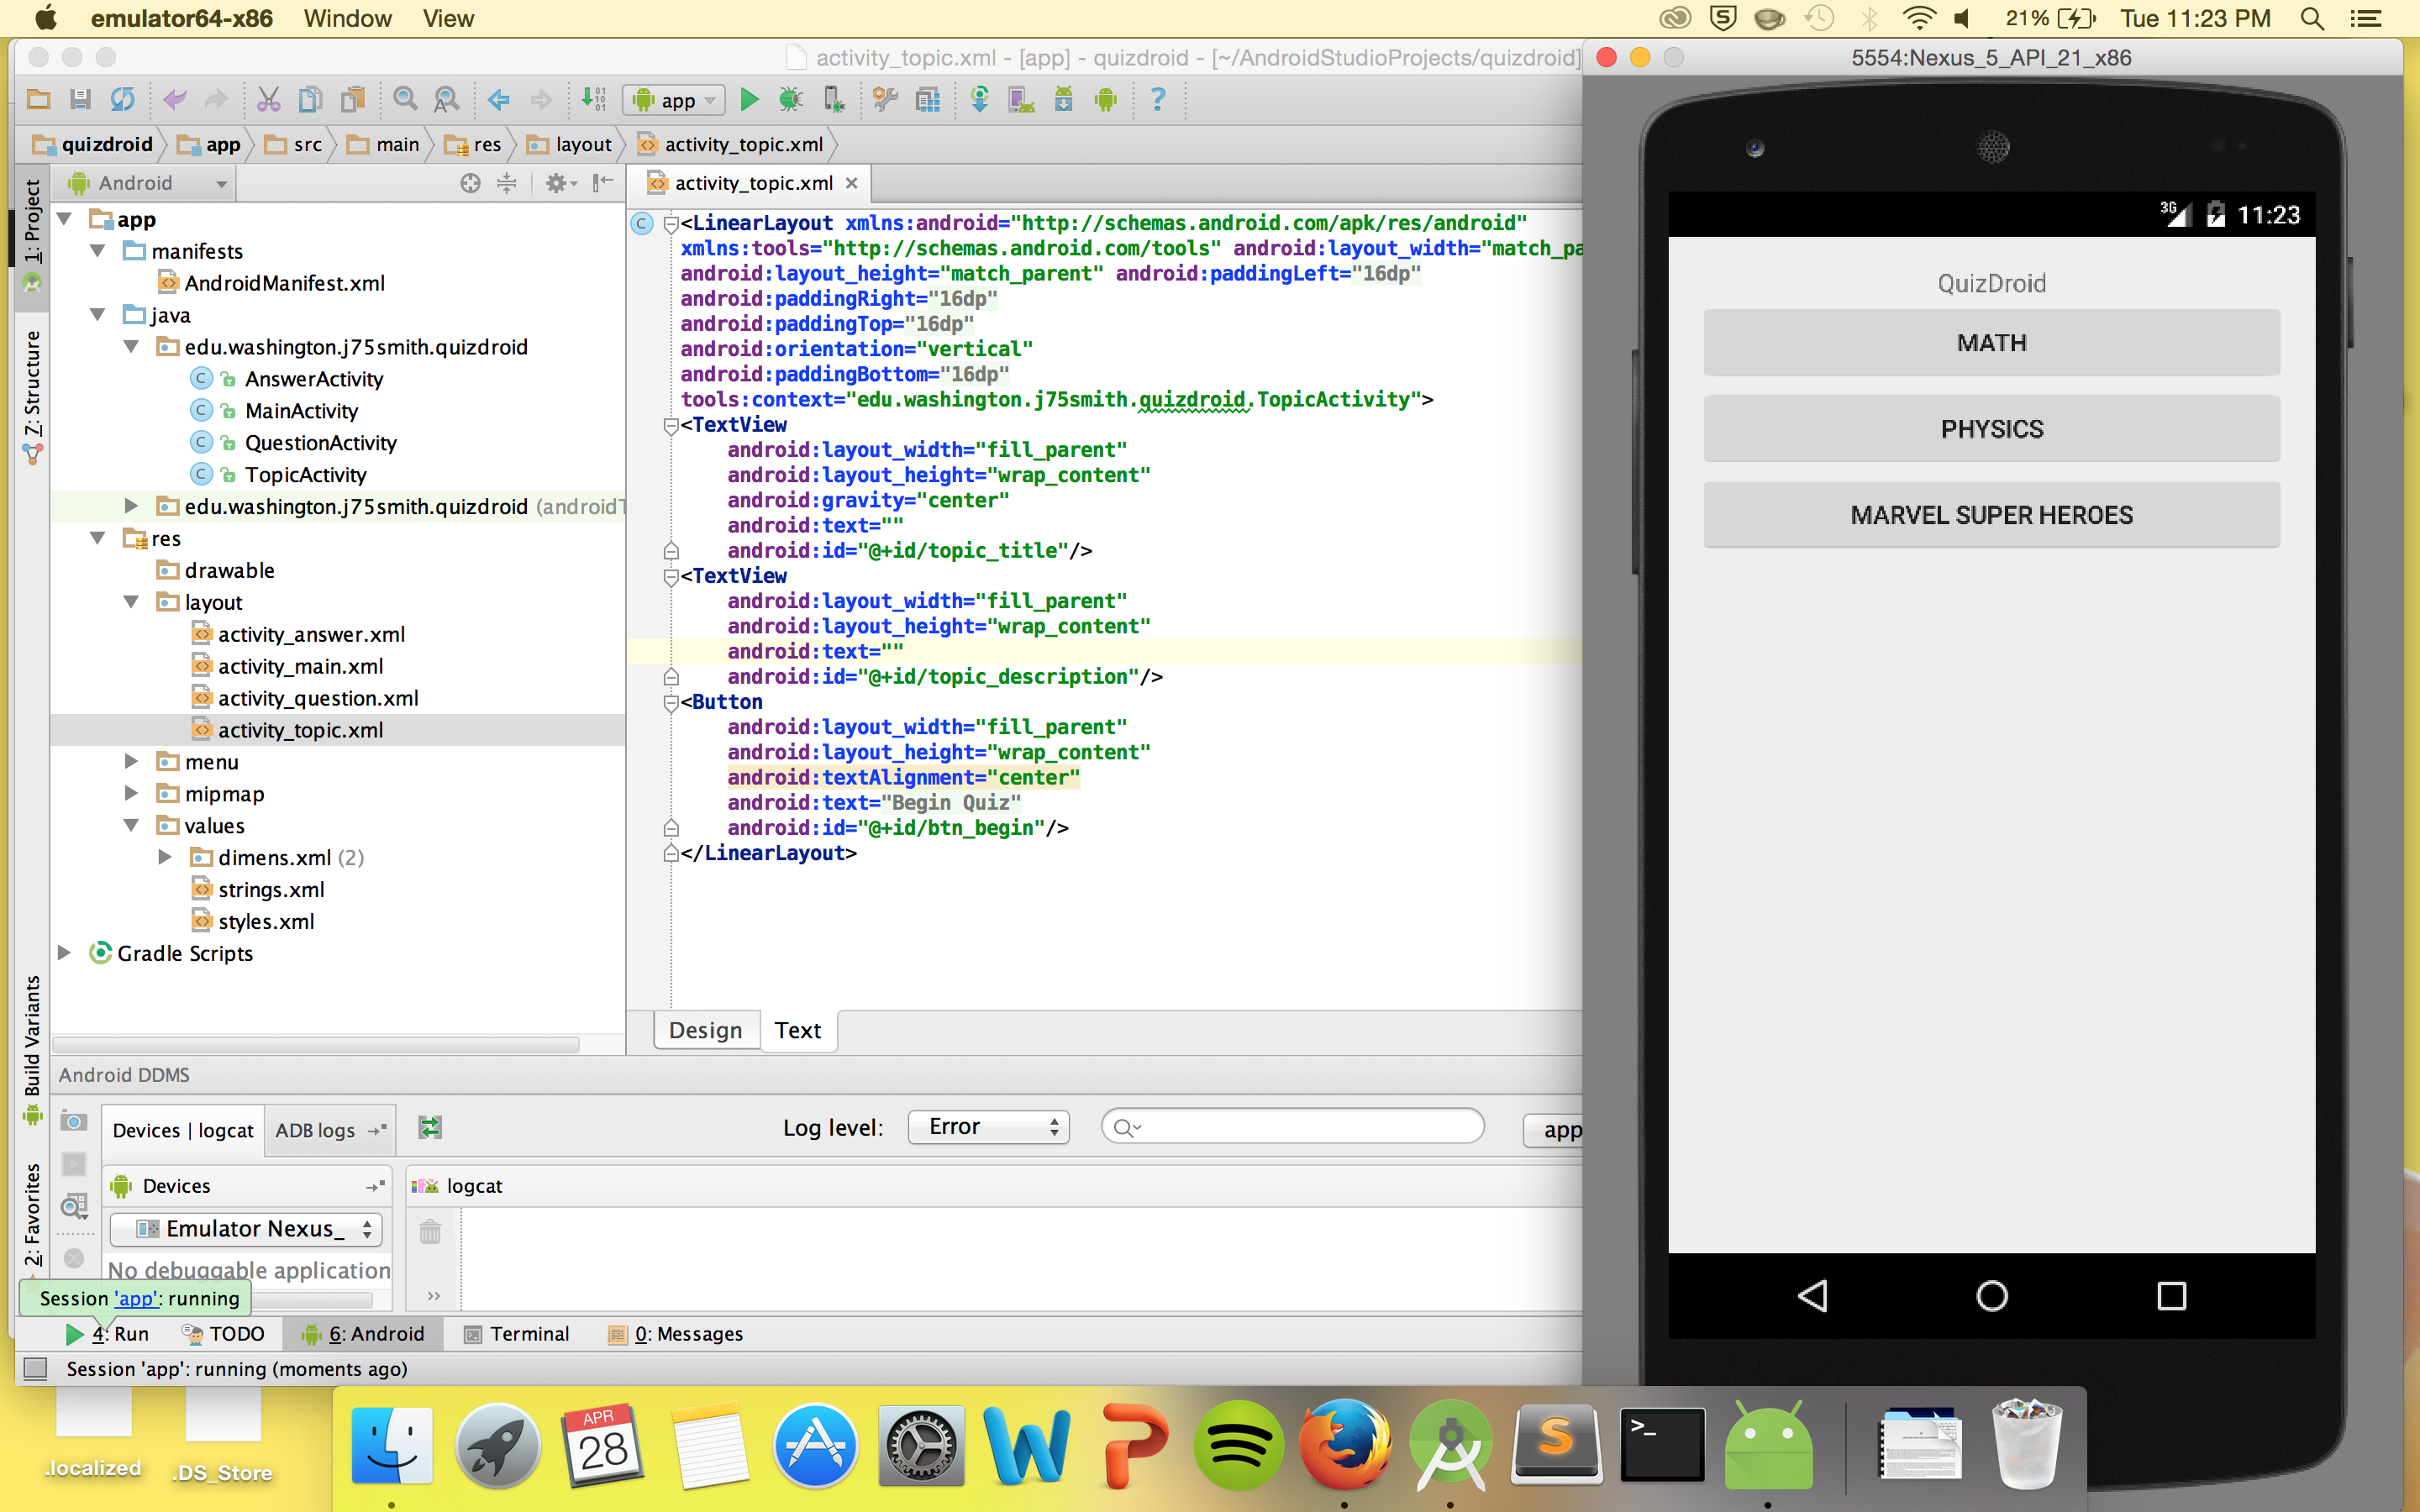 emulator64-x86 Window View 21% Tue 11:23 PM
activity_topic.xml - [app] - quizdroid - [~/AndroidStudioProjects/quizdroid]
5554:Nexus_5_API_21_x86
app
quizdroid app src main res layout activity_topic.xml
1: Project
7: Structure
Build Variants
2: Favorites
Android
app
manifests
AndroidManifest.xml
java
edu.washington.j75smith.quizdroid
AnswerActivity
MainActivity
QuestionActivity
TopicActivity
edu.washington.j75smith.quizdroid (androidT
res
drawable
layout
activity_answer.xml
activity_main.xml
activity_question.xml
activity_topic.xml
menu
mipmap
values
dimens.xml (2)
strings.xml
styles.xml
Gradle Scripts
activity_topic.xml
<LinearLayout xmlns:android="http://schemas.android.com/apk/res/android"
xmlns:tools="http://schemas.android.com/tools" android:layout_width="match_pa
android:layout_height="match_parent" android:paddingLeft="16dp"
android:paddingRight="16dp"
android:paddingTop="16dp"
android:orientation="vertical"
android:paddingBottom="16dp"
tools:context="edu.washington.j75smith.quizdroid.TopicActivity">
<TextView
android:layout_width="fill_parent"
android:layout_height="wrap_content"
android:gravity="center"
android:text=""
android:id="@+id/topic_title"/>
<TextView
android:layout_width="fill_parent"
android:layout_height="wrap_content"
android:text=""
android:id="@+id/topic_description"/>
<Button
android:layout_width="fill_parent"
android:layout_height="wrap_content"
android:textAlignment="center"
android:text="Begin Quiz"
android:id="@+id/btn_begin"/>
</LinearLayout>
Design Text
Android DDMS
Devices | logcat ADB logs Log level: Error app
Devices logcat
Emulator Nexus_
No debuggable application
Session 'app': running
4: Run TODO 6: Android Terminal 0: Messages
Session 'app': running (moments ago)
3G 11:23
QuizDroid
MATH
PHYSICS
MARVEL SUPER HEROES
.localized .DS_Store
APR
28